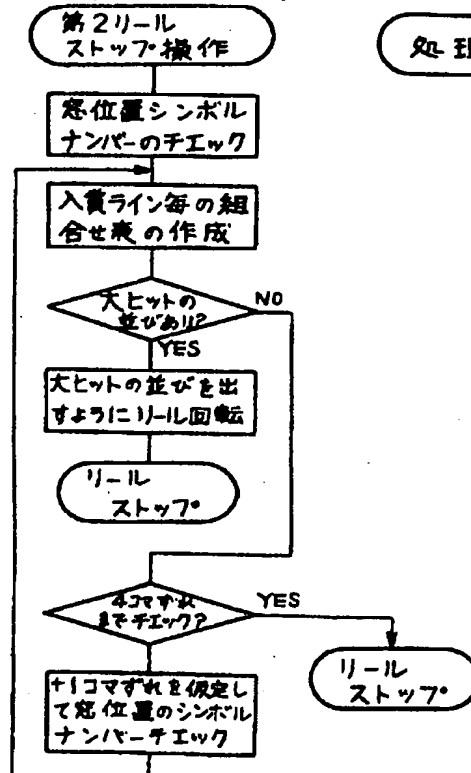 第2リール
ストップ操作
処理
窓位置シンボル
ナンバーのチエック
入賞ライン毎の組
合せ表の作成
大ヒットの
並びあり?
NO
YES
大ヒットの並びを出
すようにリール回転
リール
ストップ
4コマずれ
までチエック?
YES
+1コマずれを仮定し
て窓位置のシンボル
ナンバーチエック
リール
ストップ